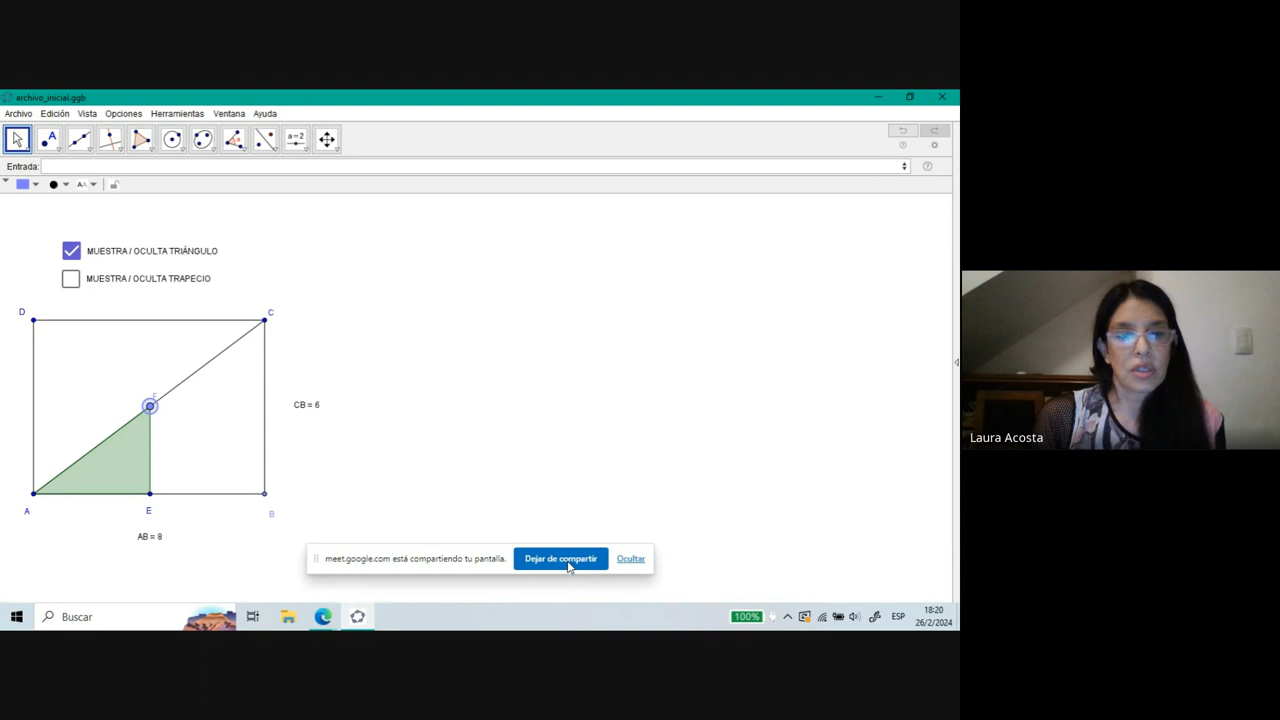 archivo_inicial.ggb
Archivo Edición Vista Opciones Herramientas Ventana Ayuda
A a=2
Entrada:
AA
MUESTRA / OCULTA TRIÁNGULO
MUESTRA / OCULTA TRAPECIO
D C
F
CB = 6
A E B
AB = 8
Laura Acosta
meet.google.com está compartiendo tu pantalla. Dejar de compartir Ocultar
Buscar 100% ESP 18:20
26/2/2024